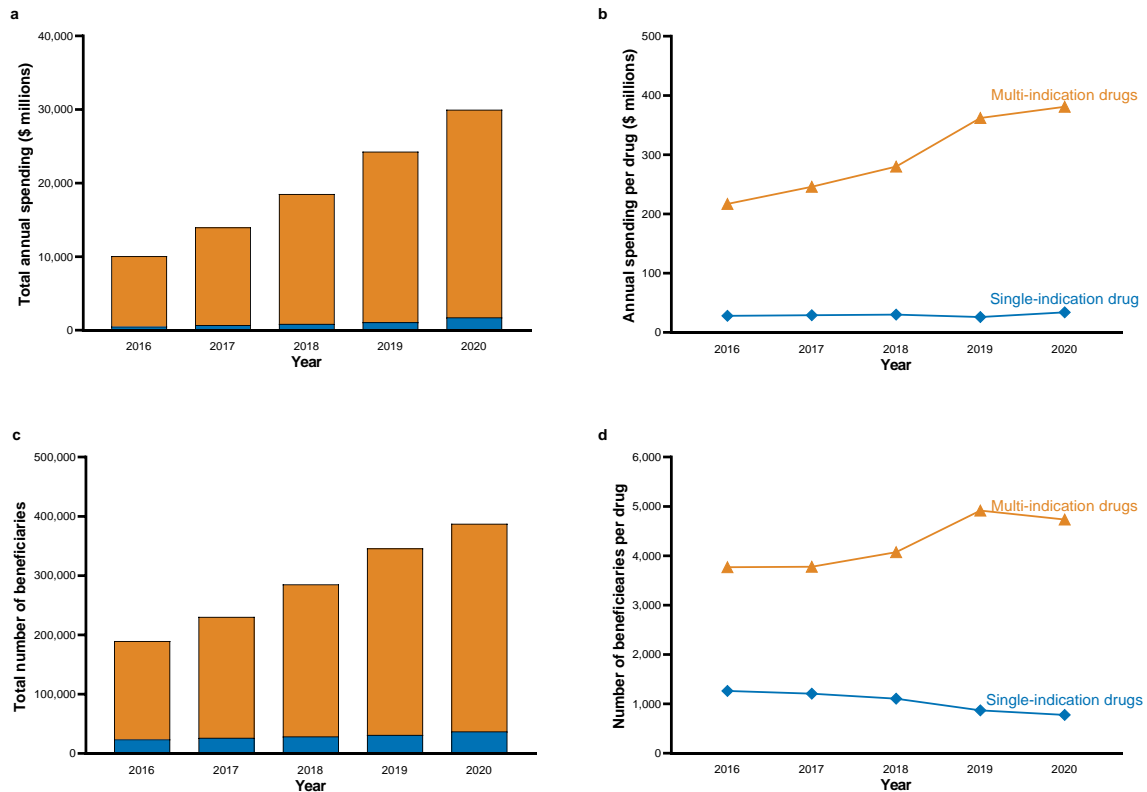 a
Total annual spending ($ millions)
40,000
30,000
20,000
10,000
0
2016 2017 2018 2019 2020
Year
b
Annual spending per drug ($ millions)
500
400
300
200
100
0
Multi-indication drugs
Single-indication drug
2016 2017 2018 2019 2020
Year
c
Total number of beneficiaries
500,000
400,000
300,000
200,000
100,000
0
2016 2017 2018 2019 2020
Year
d
Number of beneficiearies per drug
6,000
5,000
4,000
3,000
2,000
1,000
0
Multi-indication drugs
Single-indication drugs
2016 2017 2018 2019 2020
Year